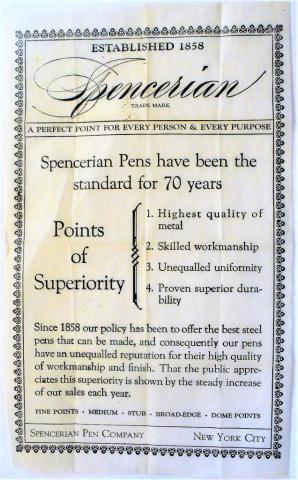 ESTABLISHED 1858
Spencerian
TRADE MARK
A PERFECT POINT FOR EVERY PERSON & EVERY PURPOSE
Spencerian Pens have been the
standard for 70 years
Points
of
Superiority
1. Highest quality of
metal
2. Skilled workmanship
3. Unequalled uniformity
4. Proven superior dura-
bility
Since 1858 our policy has been to offer the best steel
pens that can be made, and consequently our pens
have an unequalled reputation for their high quality
of workmanship and finish. That the public appre-
ciates this superiority is shown by the steady increase
of our sales each year.
FINE POINTS · MEDIUM · STUB · BROAD-EDGE · DOME POINTS
SPENCERIAN PEN COMPANY NEW YORK CITY